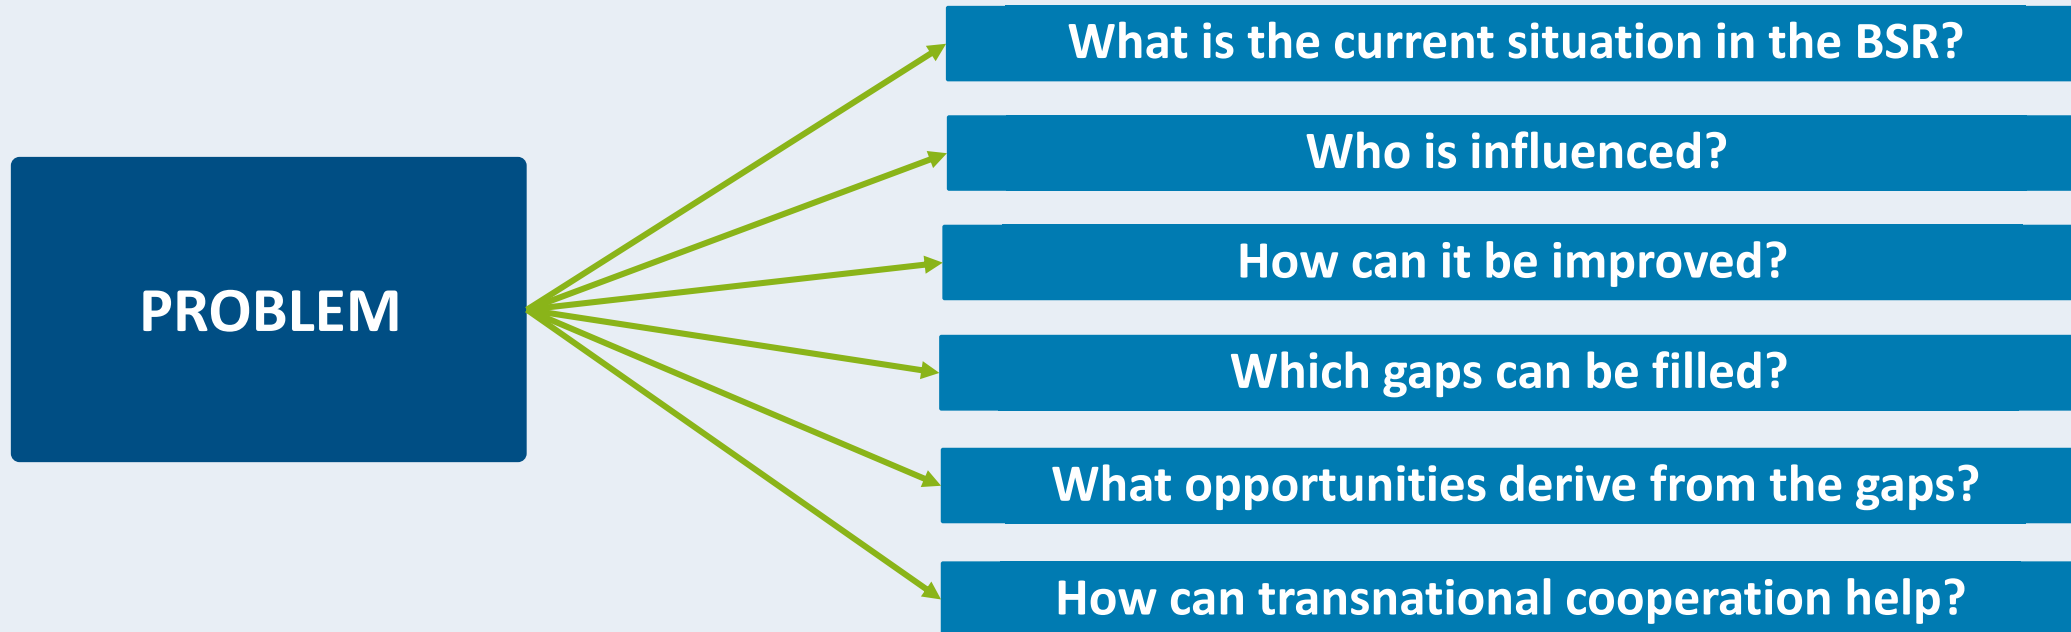 What is the current situation in the BSR?
Who is influenced?
How can it be improved?
PROBLEM
Which gaps can be filled?
What opportunities derive from the gaps?
How can transnational cooperation help?